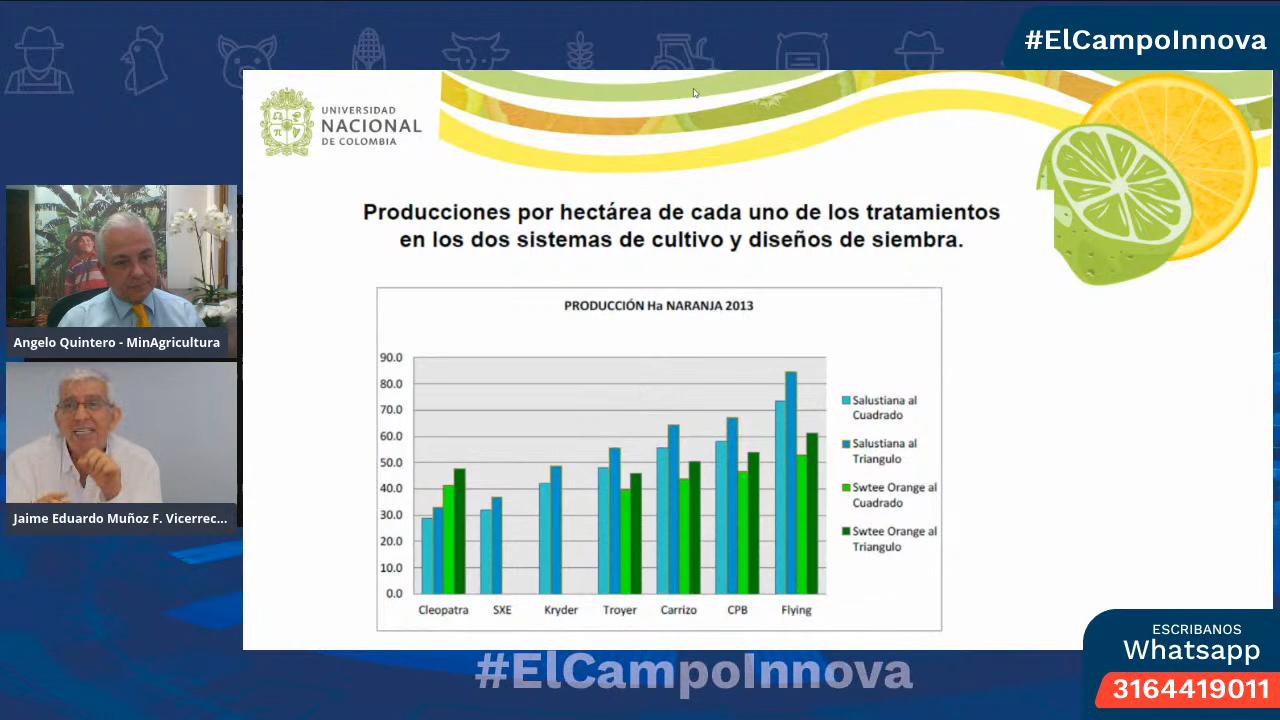 #ElCampoInnova
UNIVERSIDAD
NACIONAL
DE COLOMBIA
Producciones por hectárea de cada uno de los tratamientos
en los dos sistemas de cultivo y diseños de siembra.
PRODUCCIÓN Ha NARANJA 2013
90.0
80.0
70.0
60.0
50.0
40.0
30.0
20.0
10.0
0.0
Cleopatra SXE Kryder Troyer Carrizo CPB Flying
Salustiana al
Cuadrado
Salustiana al
Triangulo
Swtee Orange al
Cuadrado
Swtee Orange al
Triangulo
Angelo Quintero - MinAgricultura
Jaime Eduardo Muñoz F. Vicerrec...
#ElCampoInnova
ESCRIBANOS
Whatsapp
3164419011